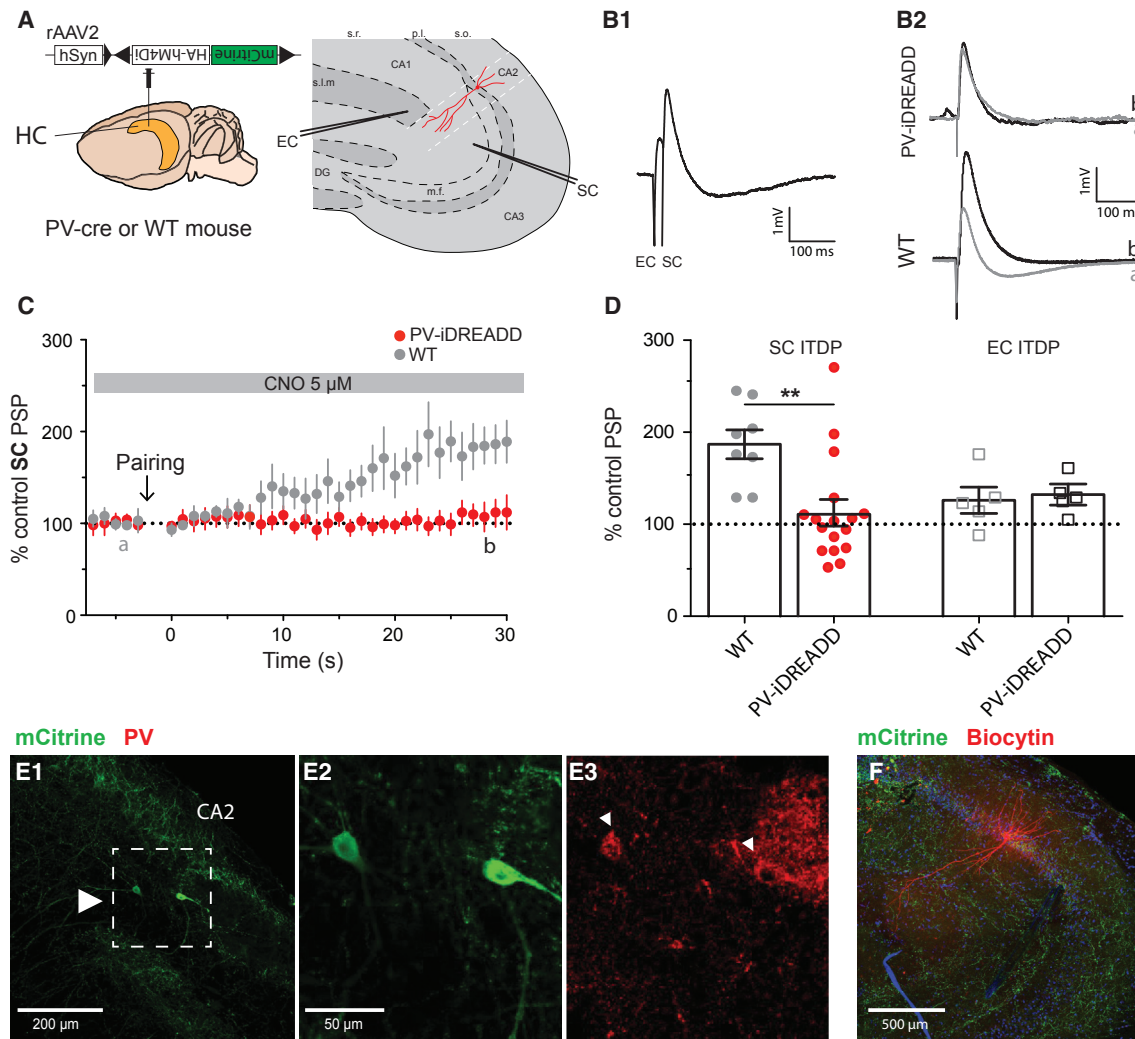 A
rAAV2
hSyn
HA-hM4Di
mCitrine
HC
PV-cre or WT mouse
s.r.
p.l.
s.o.
CA1
CA2
s.l.m
EC
DG
m.f.
SC
CA3
B1
EC SC
1mV
100 ms
B2
PV-iDREADD
b
1mV
100 ms
WT
b
a
C
PV-iDREADD
WT
CNO 5 µM
Pairing
a
b
% control SC PSP
300
200
100
0
0 10 20 30
Time (s)
D
SC ITDP EC ITDP
**
% control PSP
300
200
100
0
WT
PV-iDREADD
WT
PV-iDREADD
mCitrine PV
E1
CA2
200 µm
E2
50 µm
E3
mCitrine Biocytin
F
500 µm